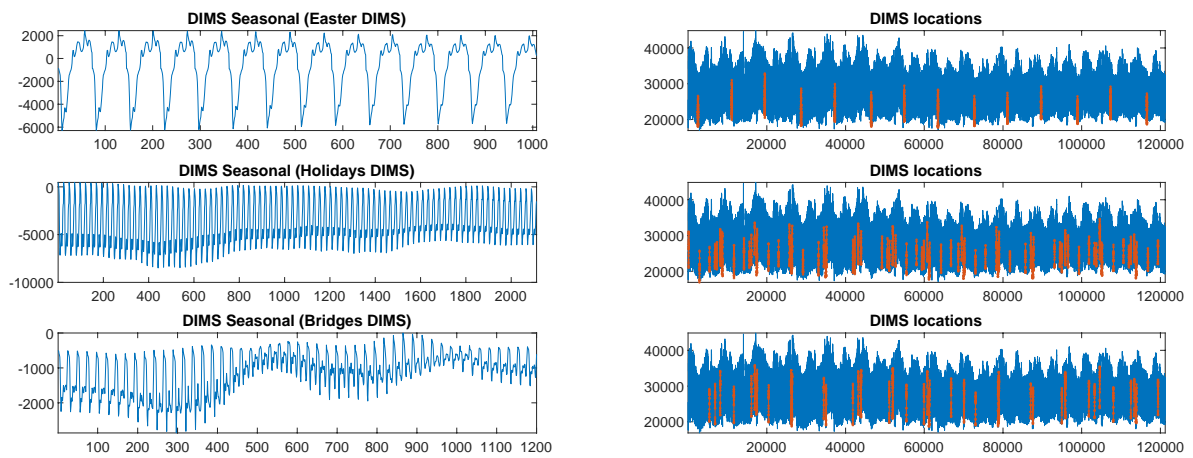 DIMS Seasonal (Easter DIMS)
2000
0
-2000
-4000
-6000
100 200 300 400 500 600 700 800 900 1000
DIMS locations
40000
30000
20000
20000 40000 60000 80000 100000 120000
DIMS Seasonal (Holidays DIMS)
0
-5000
-10000
200 400 600 800 1000 1200 1400 1600 1800 2000
DIMS locations
40000
30000
20000
20000 40000 60000 80000 100000 120000
DIMS Seasonal (Bridges DIMS)
0
-1000
-2000
100 200 300 400 500 600 700 800 900 1000 1100 1200
DIMS locations
40000
30000
20000
20000 40000 60000 80000 100000 120000